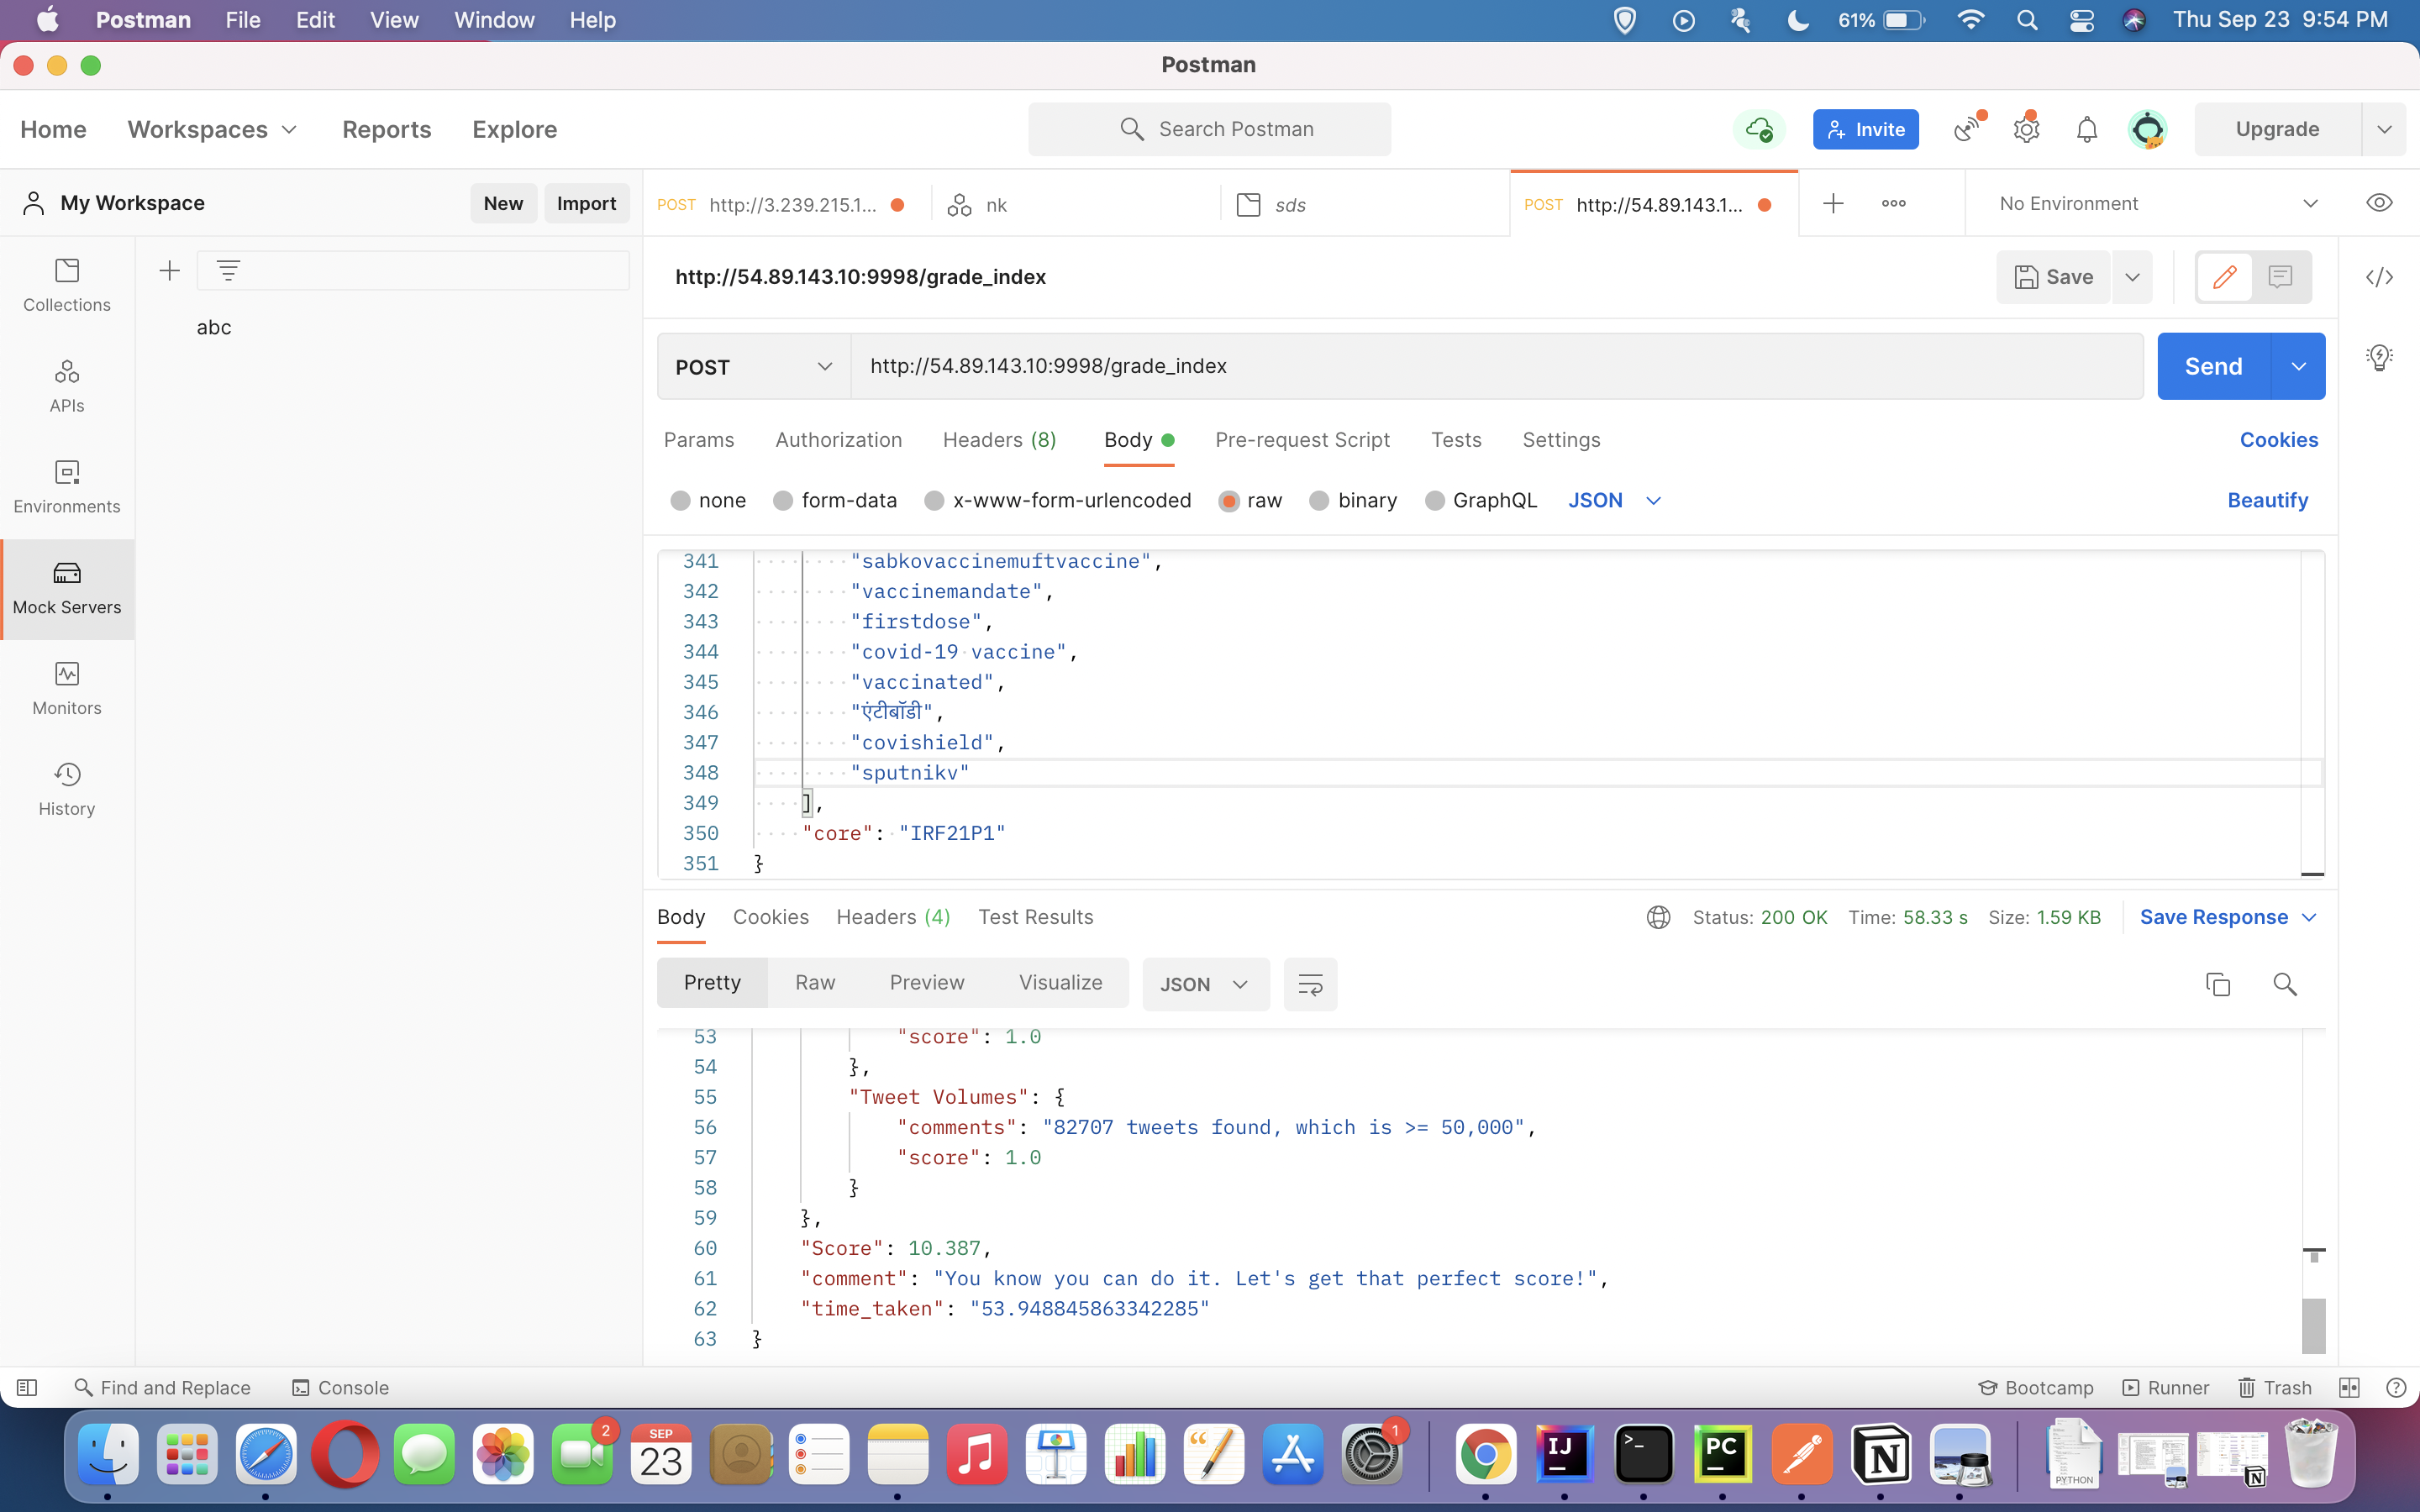 Postman File Edit View Window Help 61% Thu Sep 23 9:54 PM
Postman
Home Workspaces Reports Explore Search Postman Invite Upgrade
My Workspace New Import POST http://3.239.215.1... nk sds POST http://54.89.143.1... No Environment
Collections
APIs
Environments
Mock Servers
Monitors
History
abc
http://54.89.143.10:9998/grade_index Save
POST http://54.89.143.10:9998/grade_index Send
Params Authorization Headers (8) Body Pre-request Script Tests Settings Cookies
none form-data x-www-form-urlencoded raw binary GraphQL JSON Beautify
341 "sabkovaccinemuftvaccine",
342 "vaccinemandate",
343 "firstdose",
344 "covid-19 vaccine",
345 "vaccinated",
346 "एंटीबॉडी",
347 "covishield",
348 "sputnikv"
349 ],
350 "core": "IRF21P1"
351 }
Body Cookies Headers (4) Test Results Status: 200 OK Time: 58.33 s Size: 1.59 KB Save Response
Pretty Raw Preview Visualize JSON
53 "score": 1.0
54 },
55 "Tweet Volumes": {
56 "comments": "82707 tweets found, which is >= 50,000",
57 "score": 1.0
58 }
59 },
60 "Score": 10.387,
61 "comment": "You know you can do it. Let's get that perfect score!",
62 "time_taken": "53.948845863342285"
63 }
Find and Replace Console Bootcamp Runner Trash
2 SEP 23 1 IJ >_ PC N PYTHON